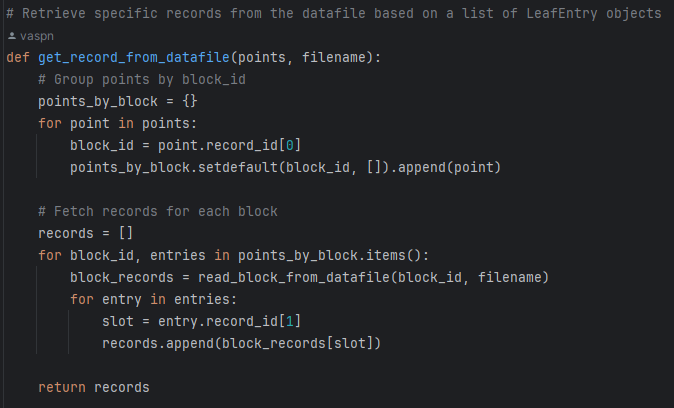 # Retrieve specific records from the datafile based on a list of LeafEntry objects
vaspn
def get_record_from_datafile(points, filename):
    # Group points by block_id
    points_by_block = {}
    for point in points:
        block_id = point.record_id[0]
        points_by_block.setdefault(block_id, []).append(point)
    # Fetch records for each block
    records = []
    for block_id, entries in points_by_block.items():
        block_records = read_block_from_datafile(block_id, filename)
        for entry in entries:
            slot = entry.record_id[1]
            records.append(block_records[slot])
    return records